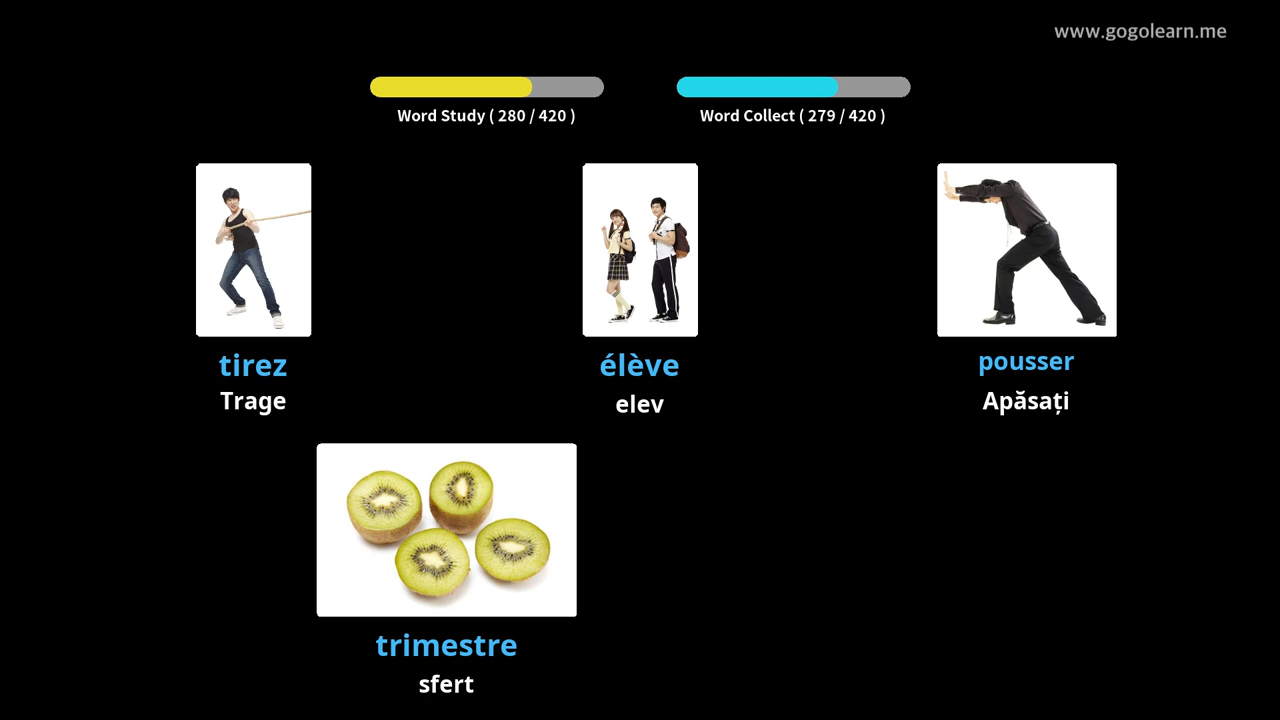 www.gogolearn.me
Word Study ( 280 / 420 )
Word Collect ( 279 / 420 )
tirez
Trage
élève
elev
pousser
Apăsați
trimestre
sfert